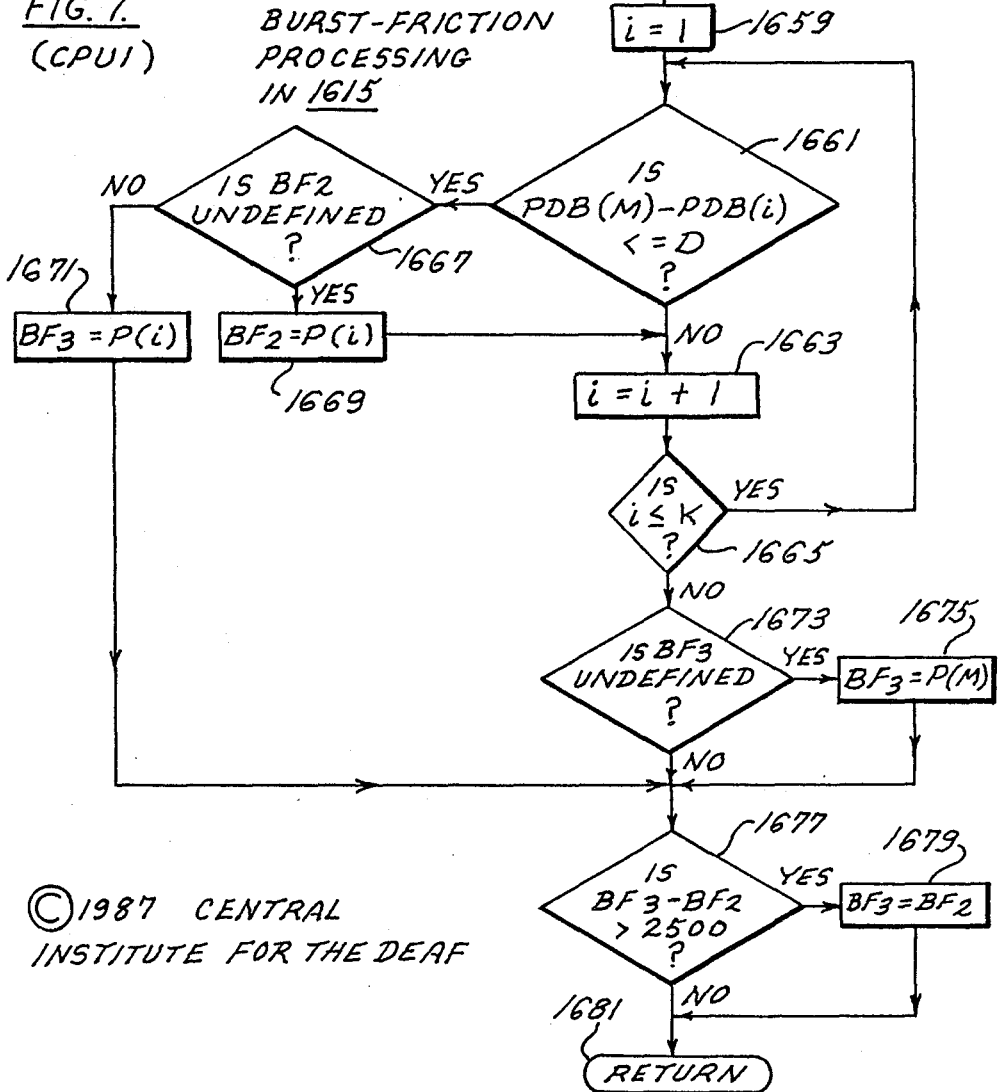 FIG. 7.
(CPU1)
BURST-FRICTION
PROCESSING
IN 1615
i = 1
1659
1661
IS
PDB(M)-PDB(i)
<=D
?
YES
NO
IS BF2
UNDEFINED
?
1667
NO
YES
1671
BF3 = P(i)
BF2=P(i)
1669
1663
i = i + 1
IS
i ≤ K
?
YES
1665
NO
1673
IS BF3
UNDEFINED
?
YES
1675
BF3=P(M)
NO
1677
IS
BF3-BF2
> 2500
?
YES
1679
BF3=BF2
NO
1681
RETURN
©1987 CENTRAL
INSTITUTE FOR THE DEAF